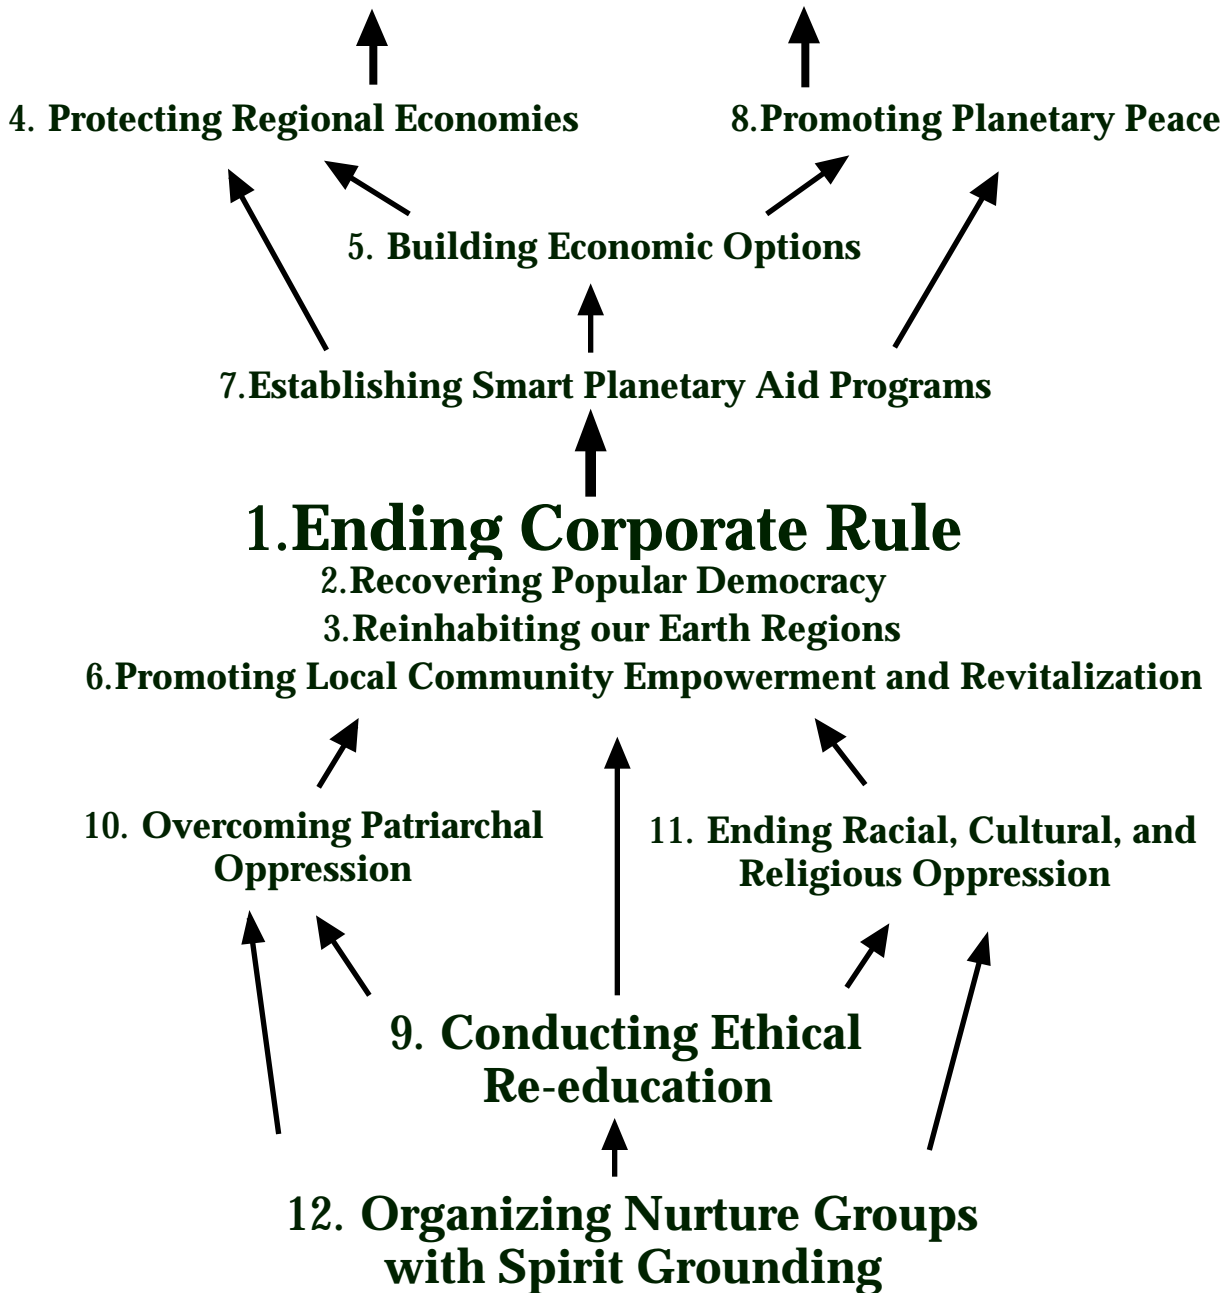 4. Protecting Regional Economies
8.Promoting Planetary Peace
5. Building Economic Options
7.Establishing Smart Planetary Aid Programs
1.Ending Corporate Rule
2.Recovering Popular Democracy
3.Reinhabiting our Earth Regions
6.Promoting Local Community Empowerment and Revitalization
10. Overcoming Patriarchal
Oppression
11. Ending Racial, Cultural, and
Religious Oppression
9. Conducting Ethical
Re-education
12. Organizing Nurture Groups
with Spirit Grounding